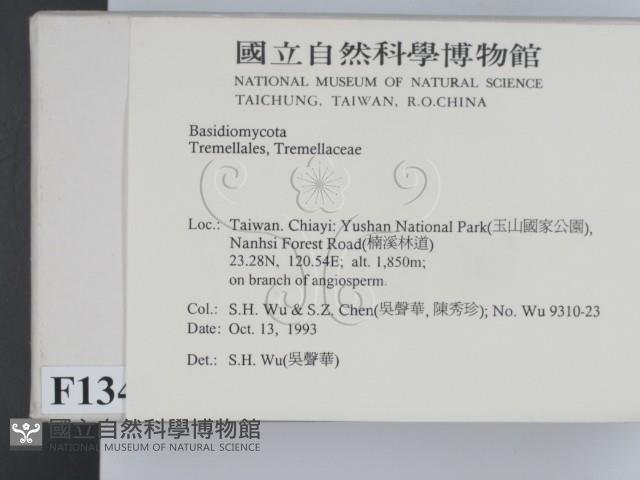 國立自然科學博物館
NATIONAL MUSEUM OF NATURAL SCIENCE
TAICHUNG, TAIWAN, R.O.CHINA
Basidiomycota
Tremellales, Tremellaceae
Loc.: Taiwan. Chiayi: Yushan National Park(玉山國家公園),
Nanhsi Forest Road(楠溪林道)
23.28N, 120.54E; alt. 1,850m;
on branch of angiosperm.
Col.: S.H. Wu & S.Z. Chen(吳聲華, 陳秀珍); No. Wu 9310-23
Date: Oct. 13, 1993
Det.: S.H. Wu(吳聲華)
F134
國立自然科學博物館
NATIONAL MUSEUM OF NATURAL SCIENCE